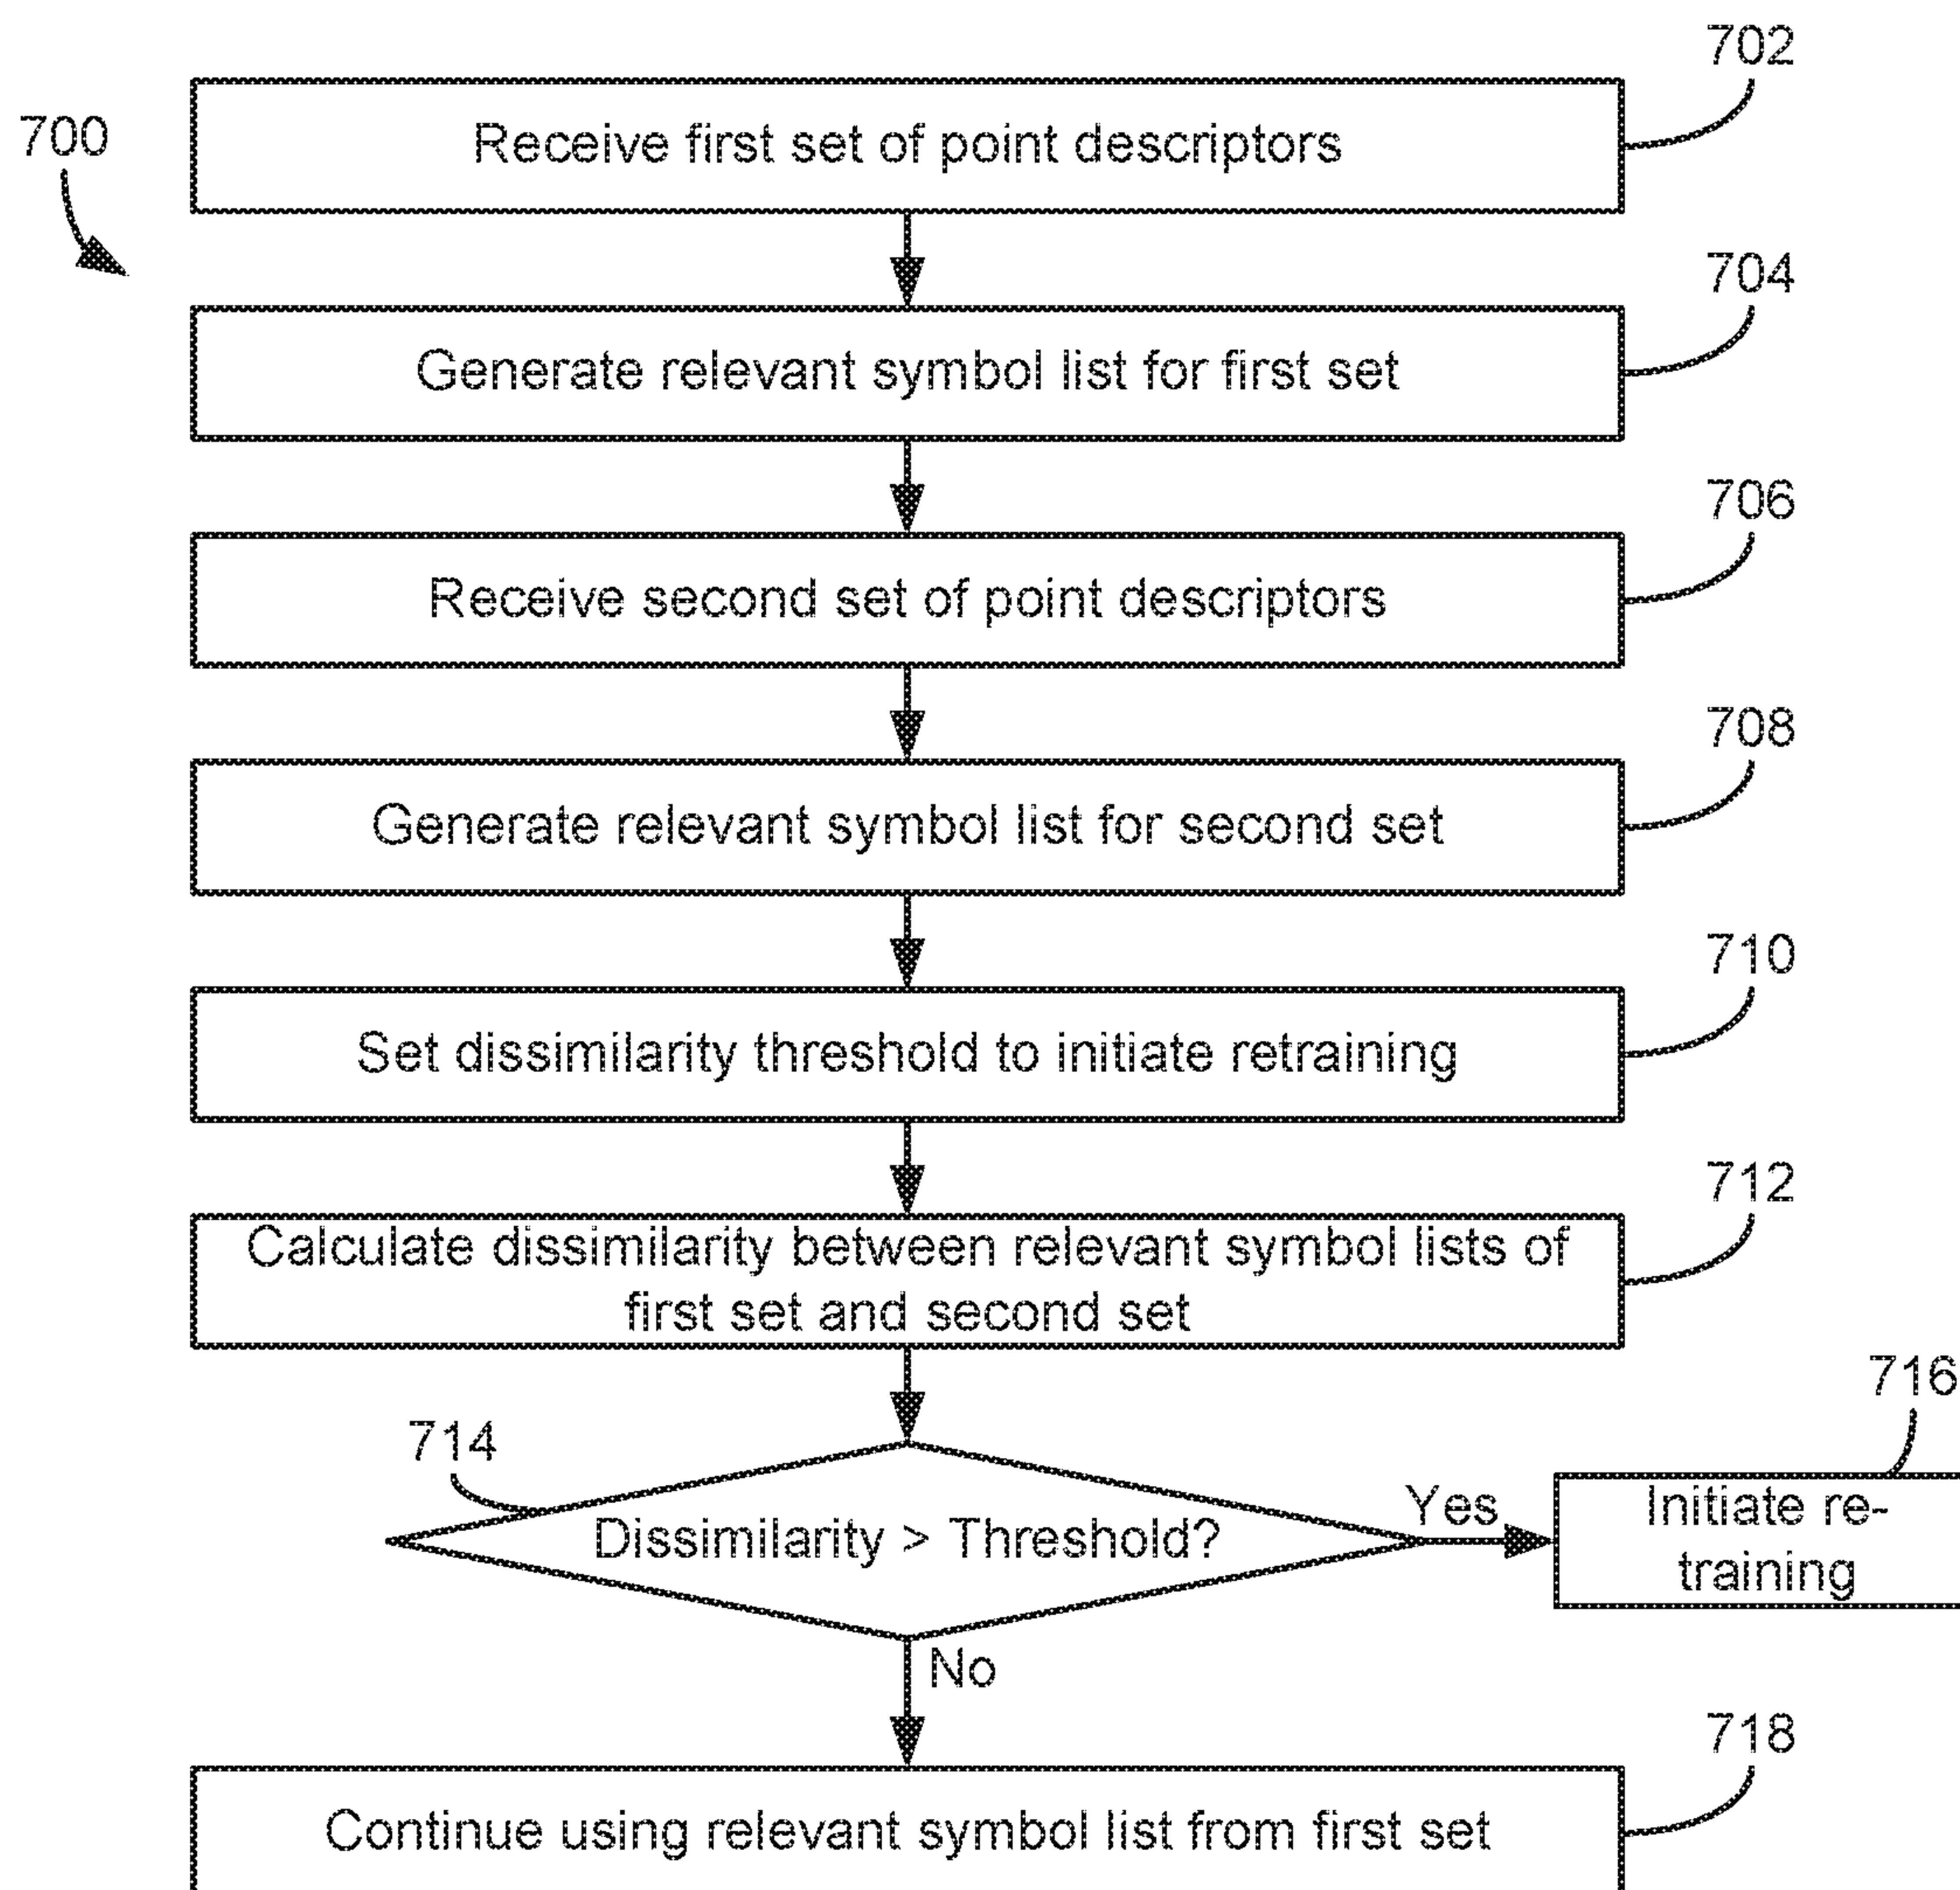 702
700
Receive first set of point descriptors
704
Generate relevant symbol list for first set
706
Receive second set of point descriptors
708
Generate relevant symbol list for second set
710
Set dissimilarity threshold to initiate retraining
712
Calculate dissimilarity between relevant symbol lists of
first set and second set
716
714
Yes
Initiate re-
training
Dissimilarity > Threshold?
No
718
Continue using relevant symbol list from first set